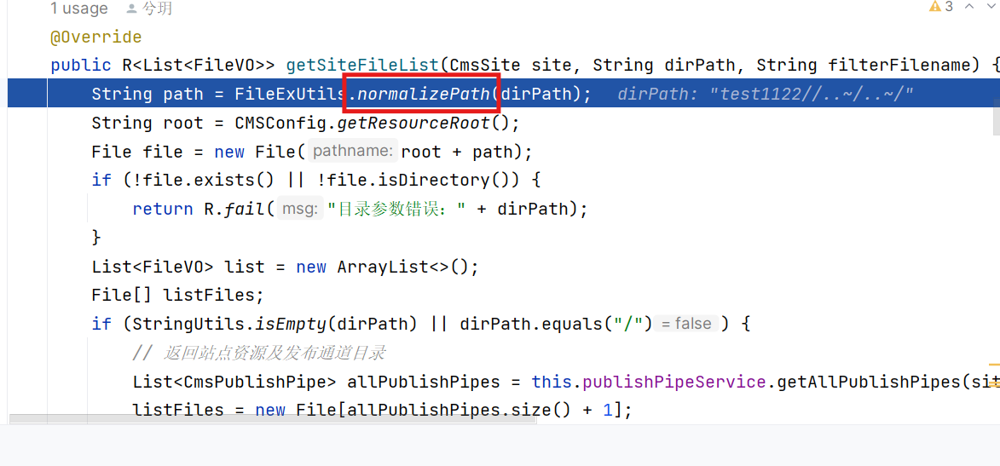 1 usage 兮玥 3
@Override
public R<List<FileVO>> getSiteFileList(CmsSite site, String dirPath, String filterFilename) {
String path = FileExUtils.normalizePath(dirPath); dirPath: "test1122//..~/..~/"
String root = CMSConfig.getResourceRoot();
File file = new File( pathname: root + path);
if (!file.exists() || !file.isDirectory()) {
return R.fail( msg: "目录参数错误：" + dirPath);
}
List<FileVO> list = new ArrayList<>();
File[] listFiles;
if (StringUtils.isEmpty(dirPath) || dirPath.equals("/") = false ) {
// 返回站点资源及发布通道目录
List<CmsPublishPipe> allPublishPipes = this.publishPipeService.getAllPublishPipes(sit
listFiles = new File[allPublishPipes.size() + 1];